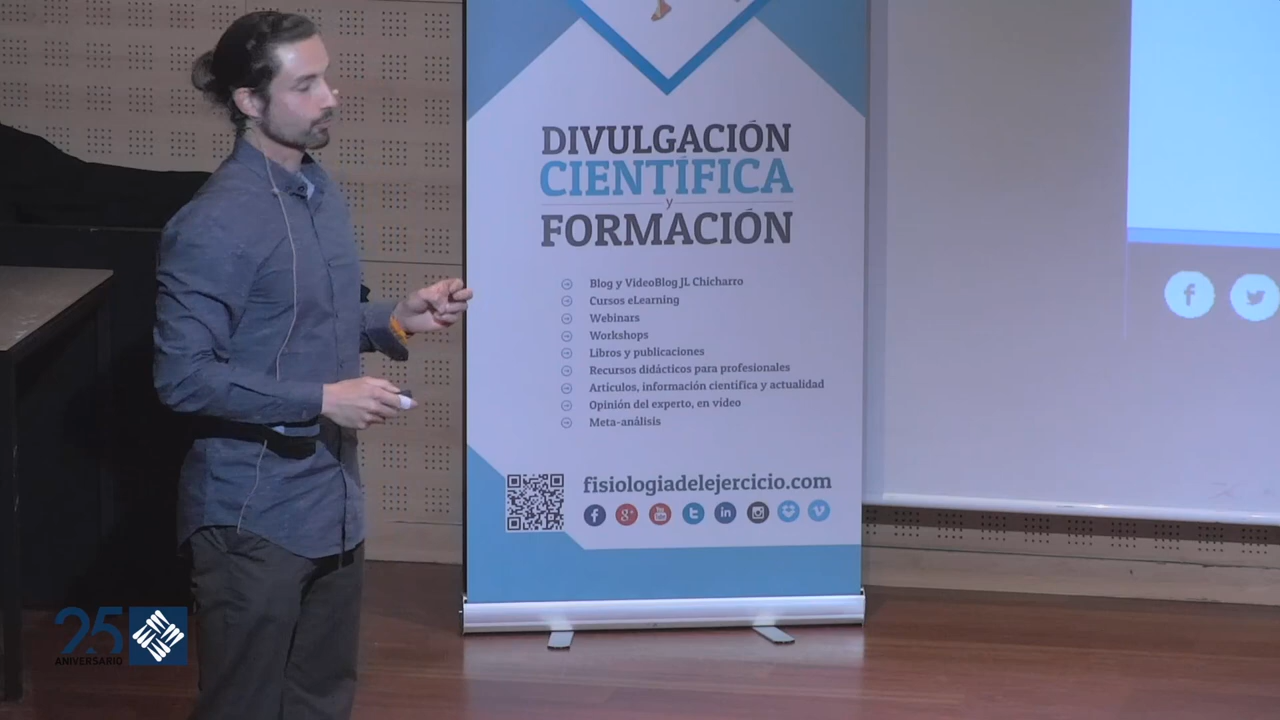 DIVULGACIÓN
CIENTÍFICA
y
FORMACIÓN
Blog y VideoBlog JL Chicharro
Cursos eLearning
Webinars
Workshops
Libros y publicaciones
Recursos didácticos para profesionales
Artículos, información científica y actualidad
Opinión del experto, en vídeo
Meta-análisis
fisiologiadelejercicio.com
25
ANIVERSARIO